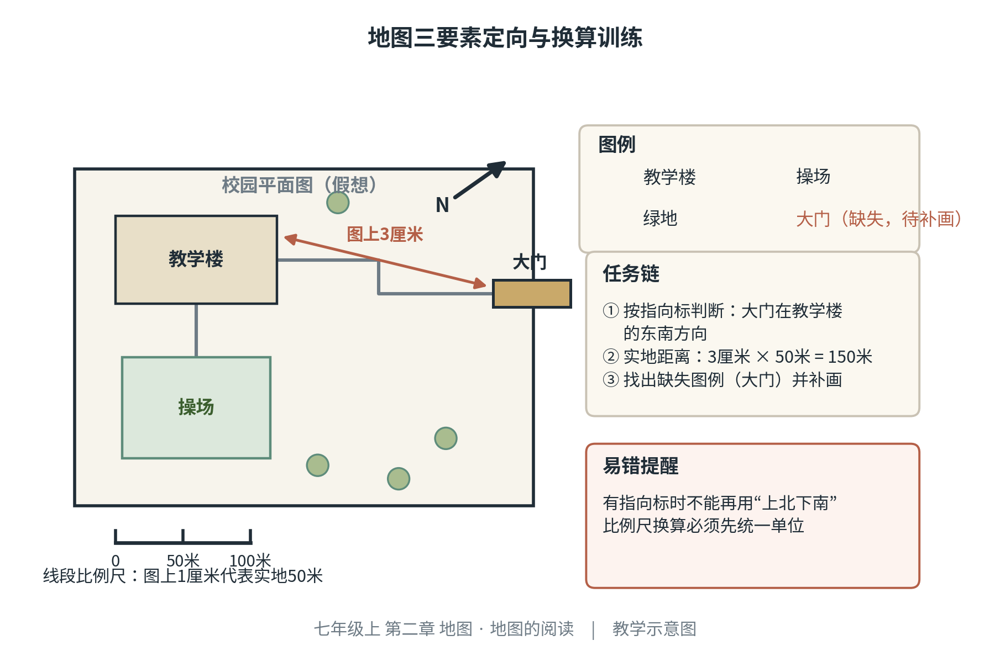 地图三要素定向与换算训练
校园平面图（假想）
N
图上3厘米
教学楼
大门
操场
0 50米 100米
线段比例尺：图上1厘米代表实地50米
图例
教学楼 操场
绿地 大门（缺失，待补画）
任务链
① 按指向标判断：大门在教学楼
的东南方向
② 实地距离：3厘米 × 50米 = 150米
③ 找出缺失图例（大门）并补画
易错提醒
有指向标时不能再用“上北下南”
比例尺换算必须先统一单位
七年级上 第二章 地图 · 地图的阅读 | 教学示意图